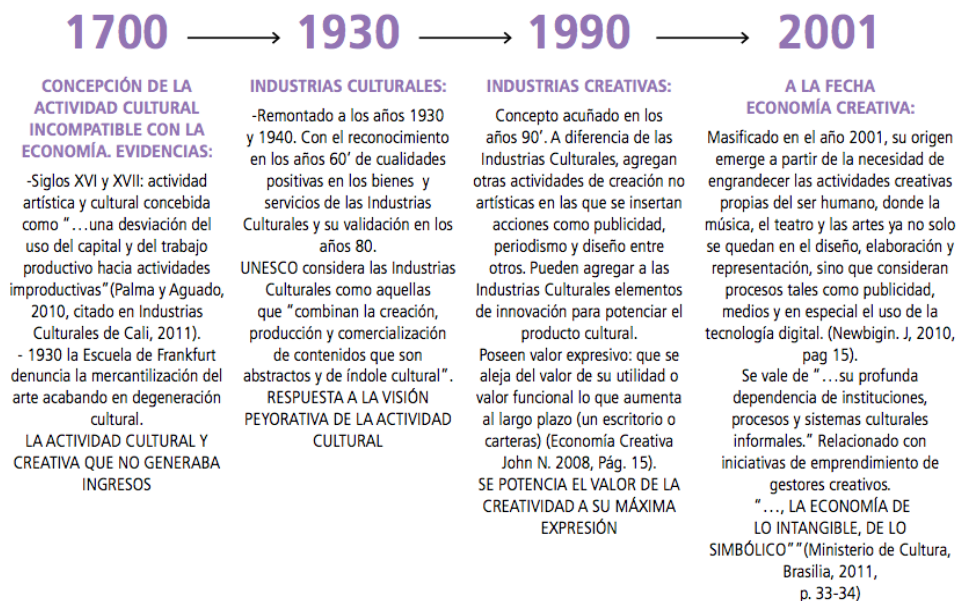 1700 → 1930 → 1990 → 2001
CONCEPCIÓN DE LA
ACTIVIDAD CULTURAL
INCOMPATIBLE CON LA
ECONOMÍA. EVIDENCIAS:
-Siglos XVI y XVII: actividad
artística y cultural concebida
como “…una desviación del
uso del capital y del trabajo
productivo hacia actividades
improductivas”(Palma y Aguado,
2010, citado en Industrias
Culturales de Cali, 2011).
- 1930 la Escuela de Frankfurt
denuncia la mercantilización del
arte acabando en degeneración
cultural.
LA ACTIVIDAD CULTURAL Y
CREATIVA QUE NO GENERABA
INGRESOS
INDUSTRIAS CULTURALES:
-Remontado a los años 1930
y 1940. Con el reconocimiento
en los años 60’ de cualidades
positivas en los bienes y
servicios de las Industrias
Culturales y su validación en los
años 80.
UNESCO considera las Industrias
Culturales como aquellas
que “combinan la creación,
producción y comercialización
de contenidos que son
abstractos y de índole cultural”.
RESPUESTA A LA VISIÓN
PEYORATIVA DE LA ACTIVIDAD
CULTURAL
INDUSTRIAS CREATIVAS:
Concepto acuñado en los
años 90’. A diferencia de las
Industrias Culturales, agregan
otras actividades de creación no
artísticas en las que se insertan
acciones como publicidad,
periodismo y diseño entre
otros. Pueden agregar a las
Industrias Culturales elementos
de innovación para potenciar el
producto cultural.
Poseen valor expresivo: que se
aleja del valor de su utilidad o
valor funcional lo que aumenta
al largo plazo (un escritorio o
carteras) (Economía Creativa
John N. 2008, Pág. 15).
SE POTENCIA EL VALOR DE LA
CREATIVIDAD A SU MÁXIMA
EXPRESIÓN
A LA FECHA
ECONOMÍA CREATIVA:
Masificado en el año 2001, su origen
emerge a partir de la necesidad de
engrandecer las actividades creativas
propias del ser humano, donde la
música, el teatro y las artes ya no solo
se quedan en el diseño, elaboración y
representación, sino que consideran
procesos tales como publicidad,
medios y en especial el uso de la
tecnología digital. (Newbigin. J, 2010,
pag 15).
Se vale de “…su profunda
dependencia de instituciones,
procesos y sistemas culturales
informales.” Relacionado con
iniciativas de emprendimiento de
gestores creativos.
“…, LA ECONOMÍA DE
LO INTANGIBLE, DE LO
SIMBÓLICO””(Ministerio de Cultura,
Brasilia, 2011,
p. 33-34)